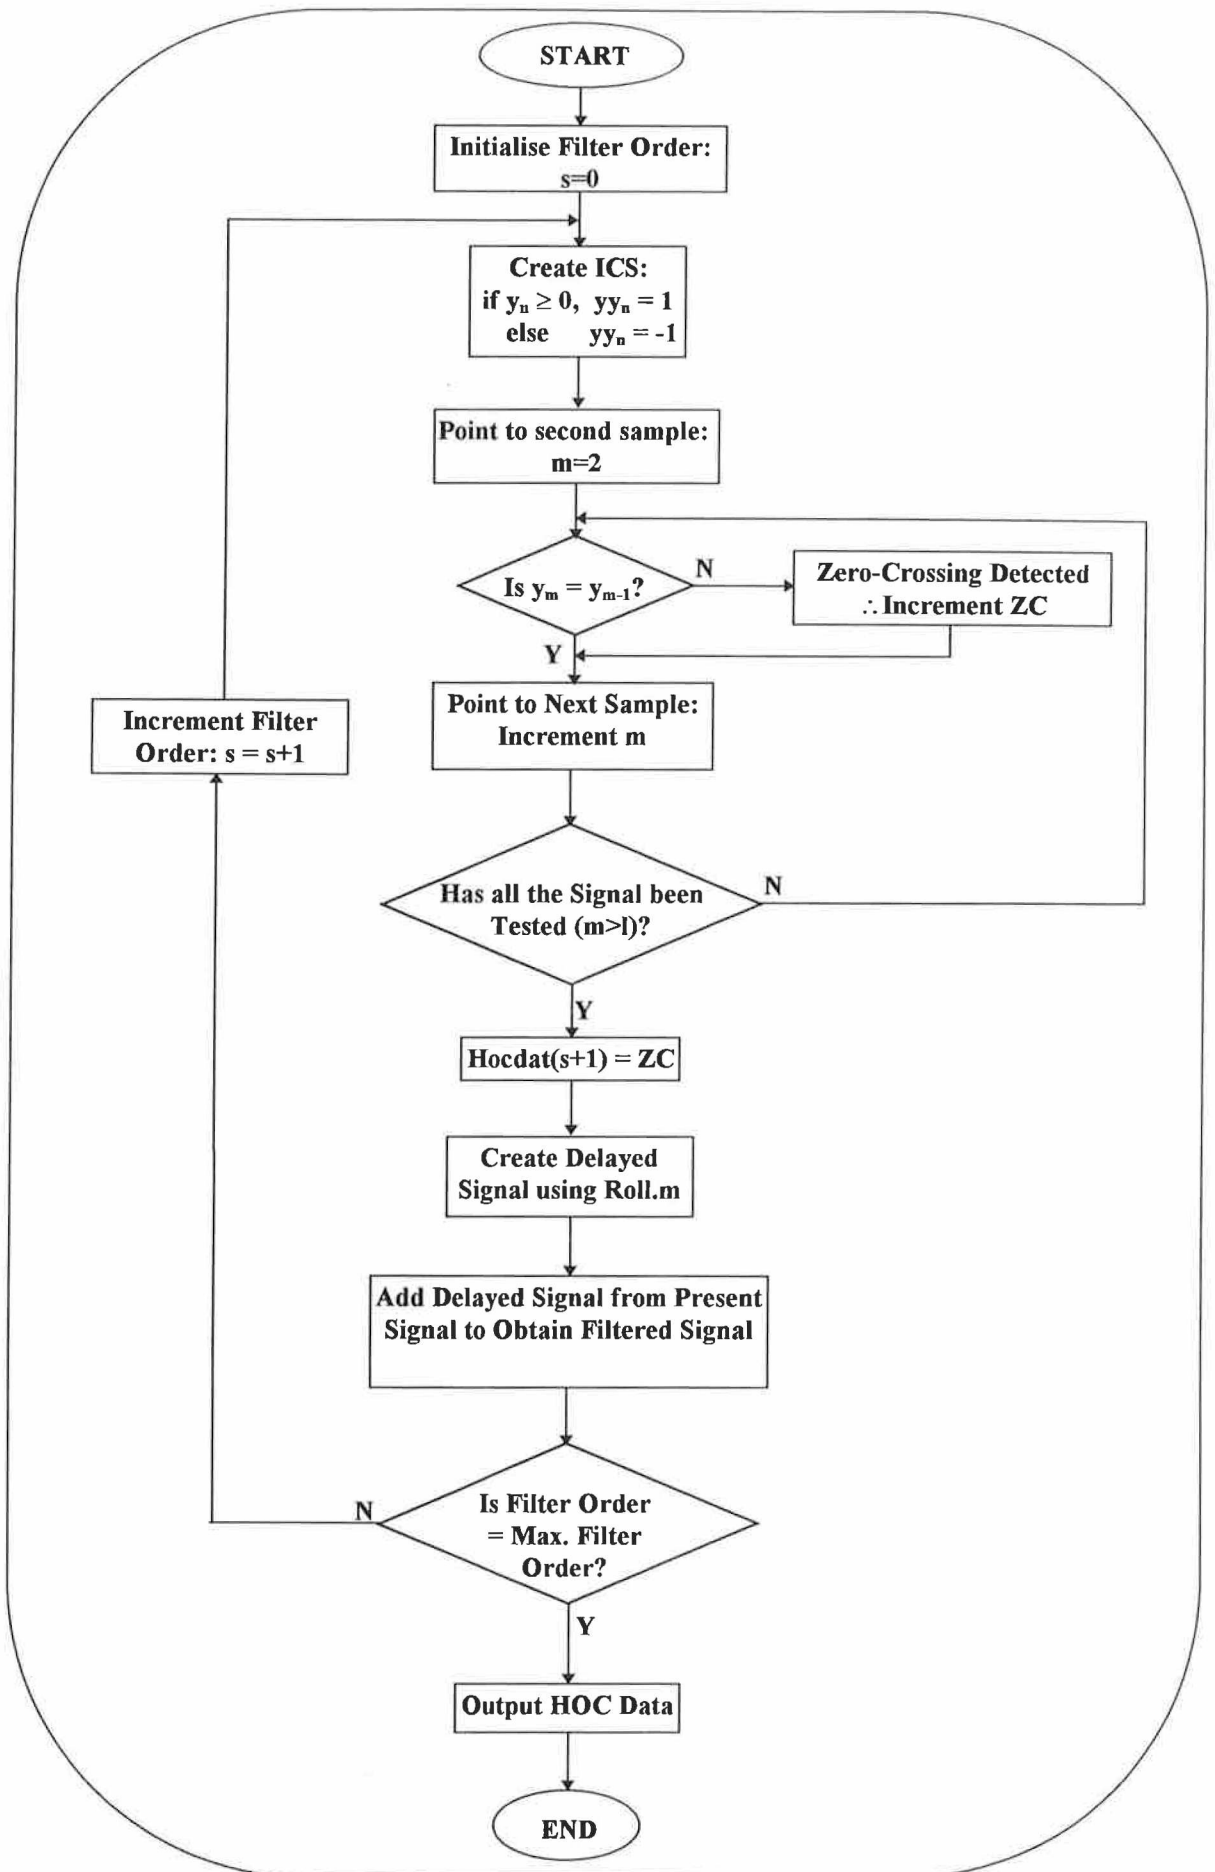 START
Initialise Filter Order:
s=0
Create ICS:
if yₙ ≥ 0, yyₙ = 1
else yyₙ = -1
Point to second sample:
m=2
Is yₘ = yₘ₋₁?
N
Zero-Crossing Detected
∴ Increment ZC
Y
Point to Next Sample:
Increment m
Increment Filter
Order: s = s+1
Has all the Signal been
Tested (m>l)?
N
Y
Hocdat(s+1) = ZC
Create Delayed
Signal using Roll.m
Add Delayed Signal from Present
Signal to Obtain Filtered Signal
Is Filter Order
= Max. Filter
Order?
N
Y
Output HOC Data
END